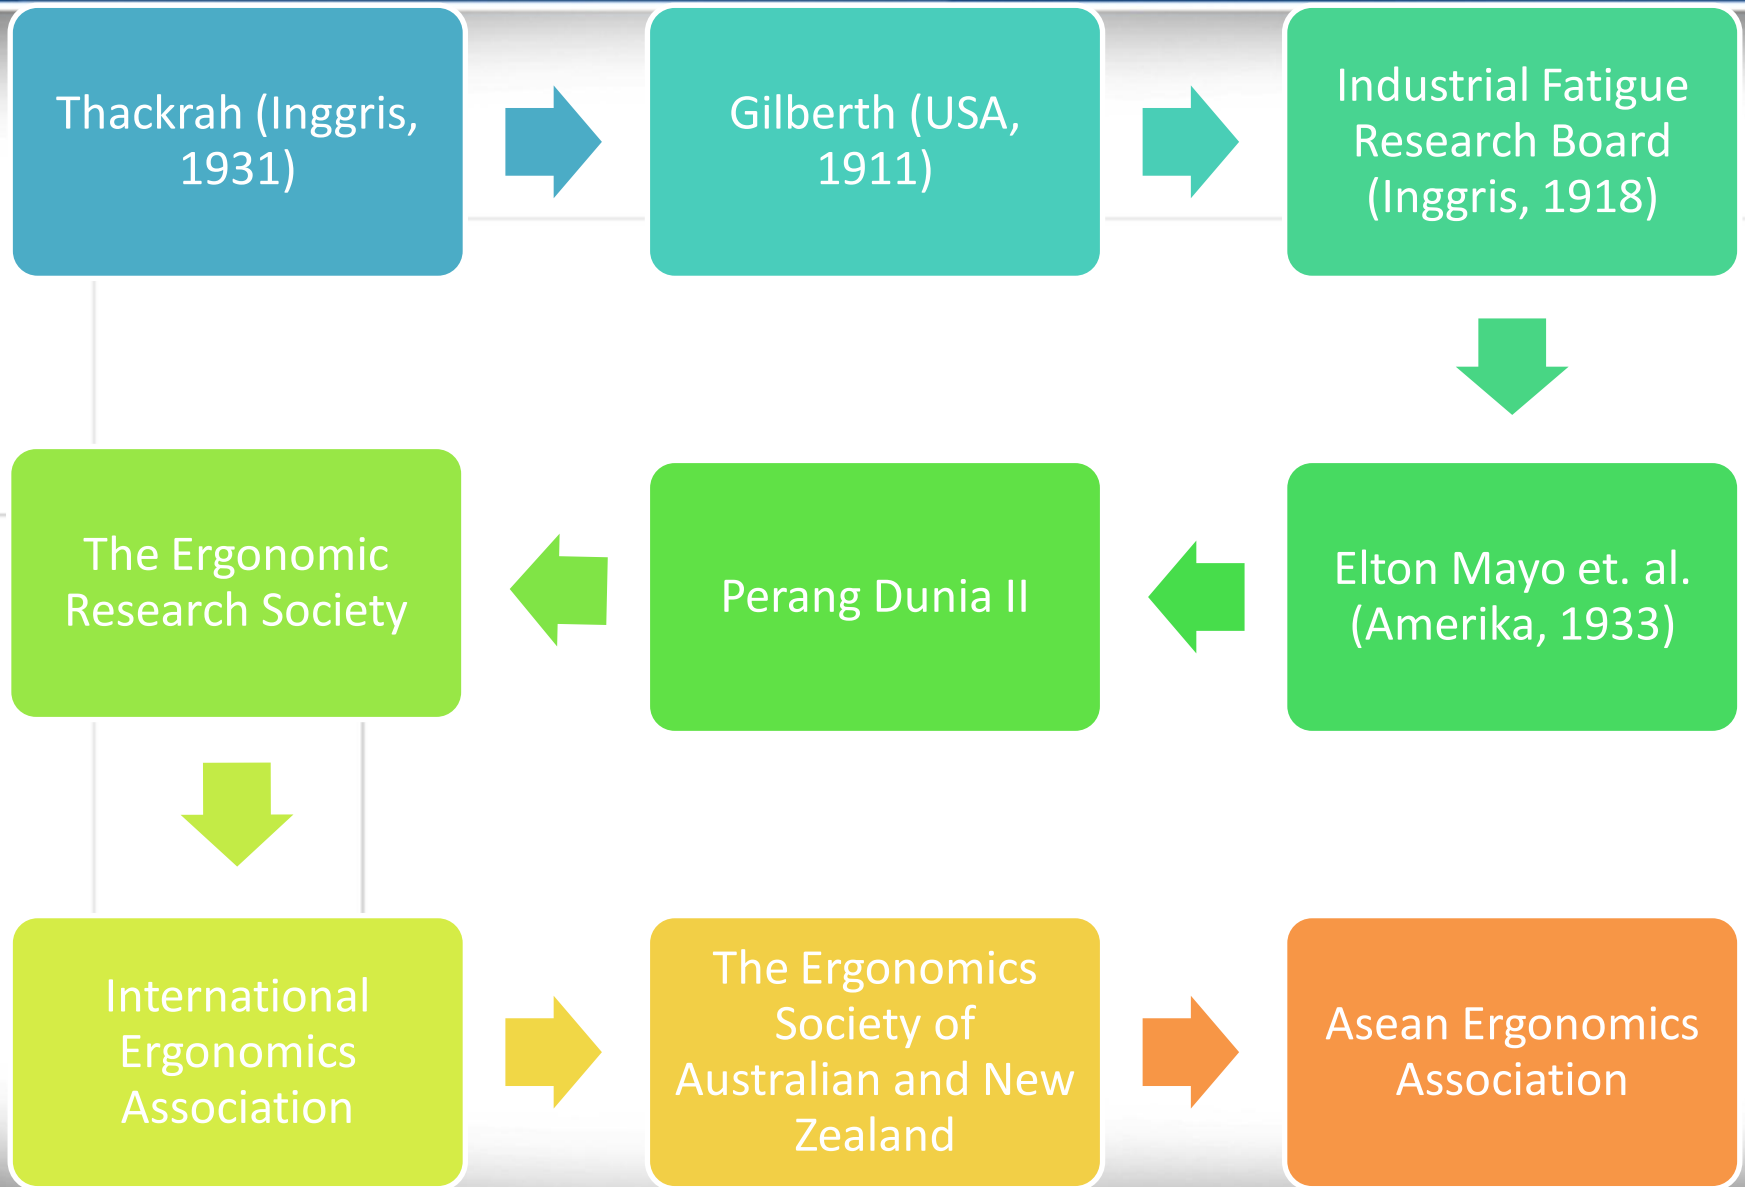 Thackrah (Inggris,
1931)
Gilberth (USA,
1911)
Industrial Fatigue
Research Board
(Inggris, 1918)
Elton Mayo et. al.
(Amerika, 1933)
Perang Dunia II
The Ergonomic
Research Society
International
Ergonomics
Association
The Ergonomics
Society of
Australian and New
Zealand
Asean Ergonomics
Association